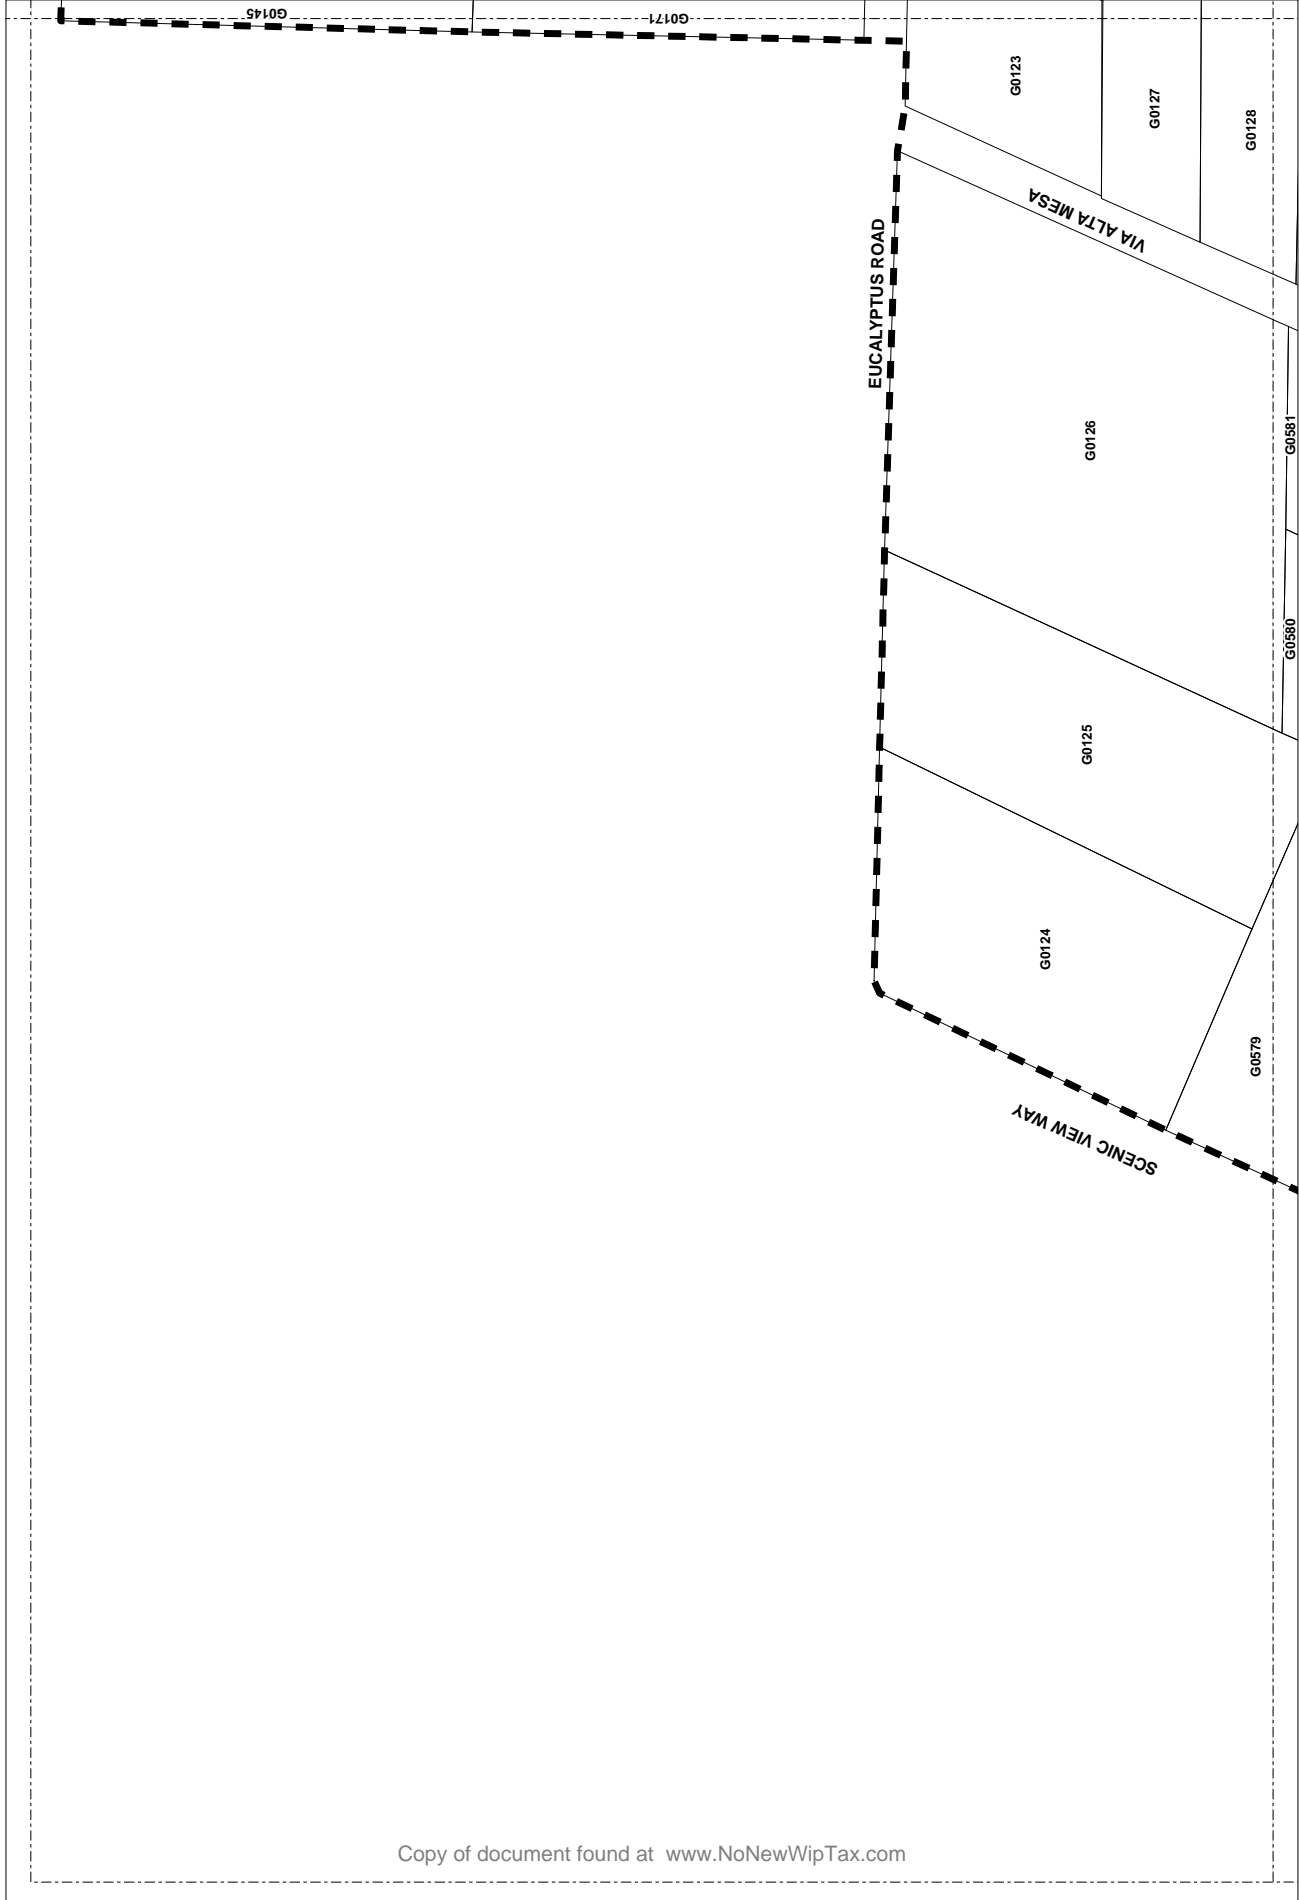 G0145
G0171
G0123
G0127
G0128
VIA ALTA MESA
EUCALYPTUS ROAD
G0126
G0581
G0580
G0125
G0124
G0579
SCENIC VIEW WAY
Copy of document found at www.NoNewWipTax.com